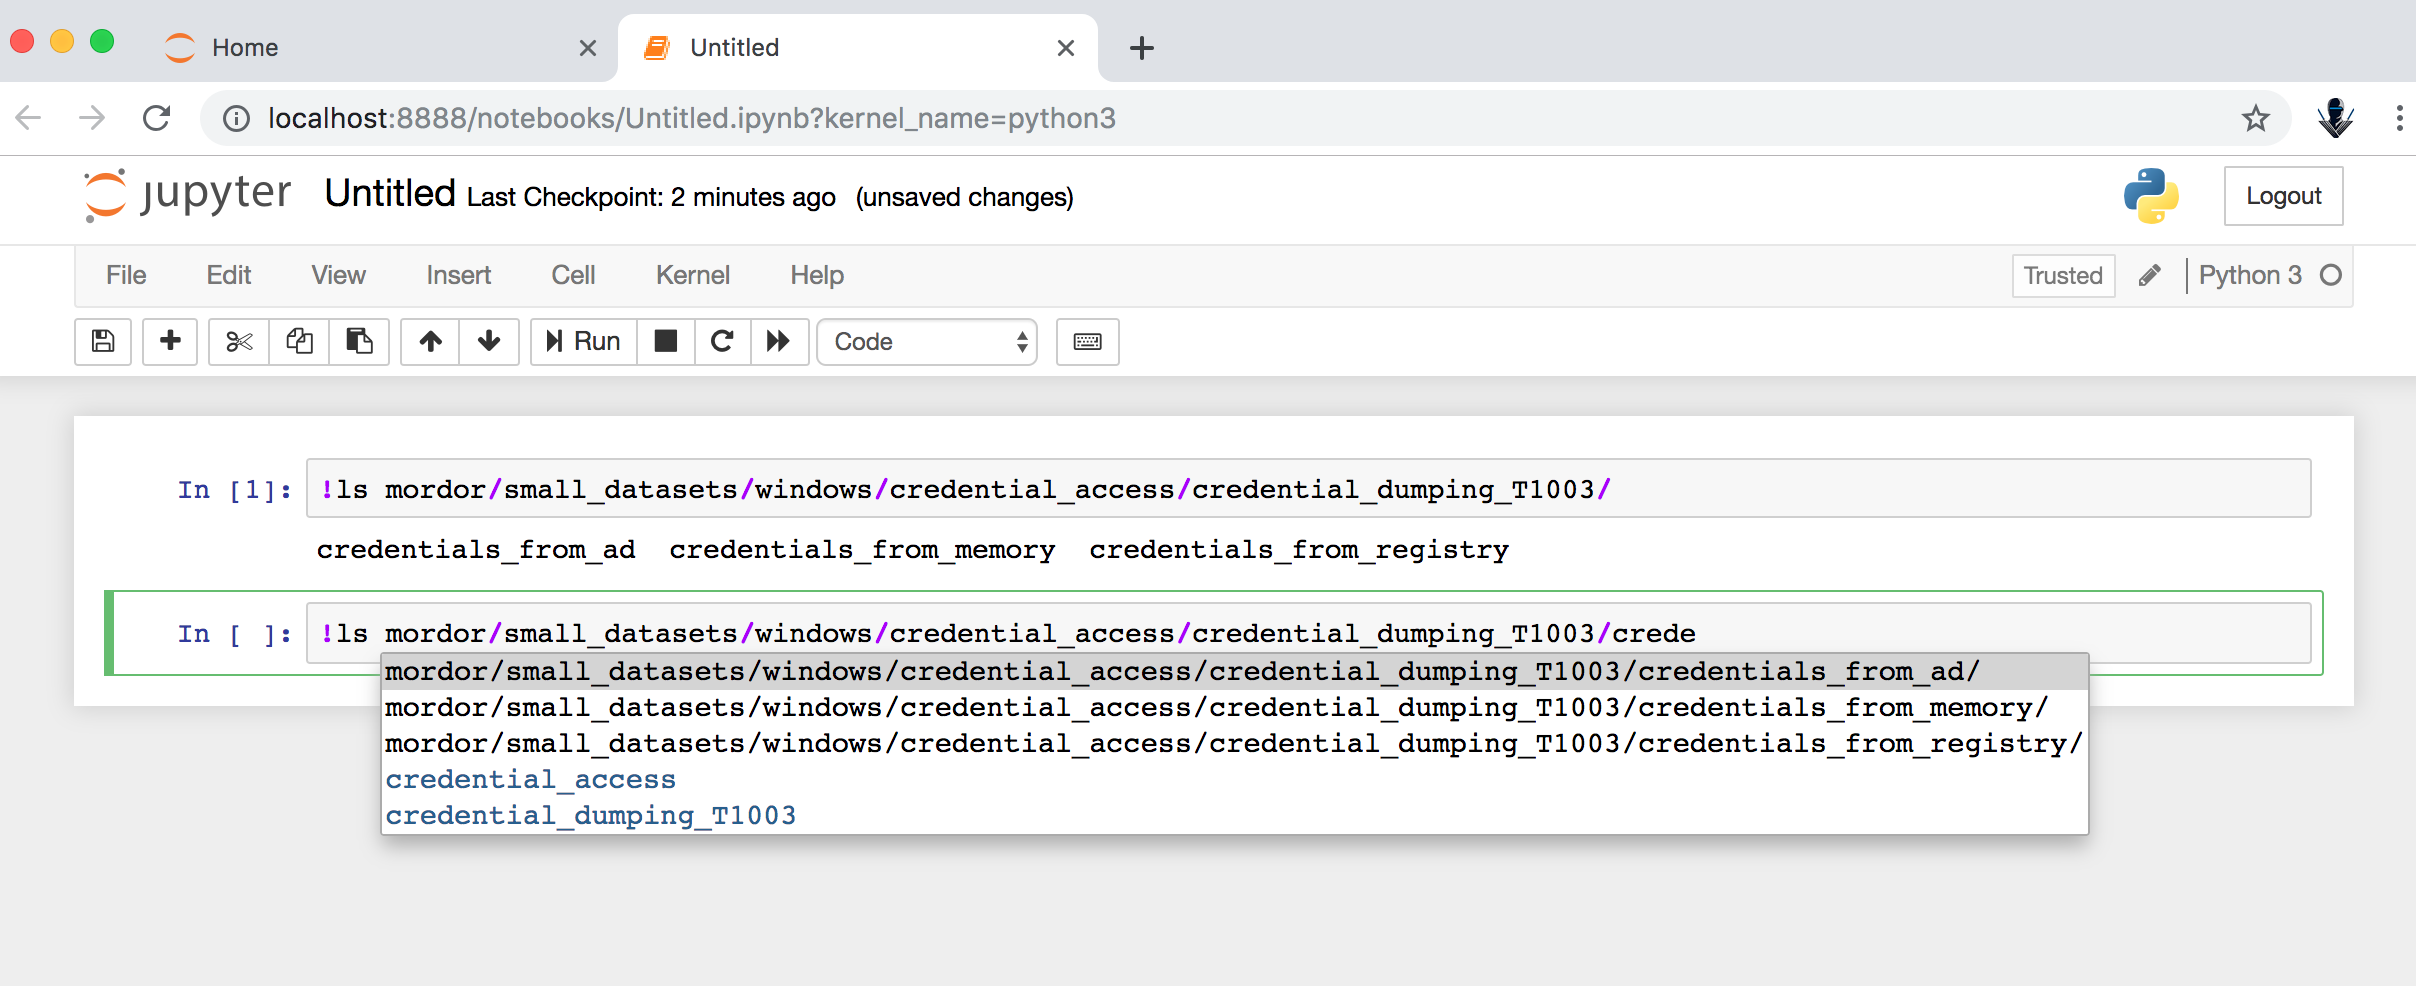 Home
Untitled
localhost:8888/notebooks/Untitled.ipynb?kernel_name=python3
jupyter Untitled Last Checkpoint: 2 minutes ago (unsaved changes)
Logout
File Edit View Insert Cell Kernel Help Trusted Python 3
Run Code
In [1]: !ls mordor/small_datasets/windows/credential_access/credential_dumping_T1003/
credentials_from_ad credentials_from_memory credentials_from_registry
In [ ]: !ls mordor/small_datasets/windows/credential_access/credential_dumping_T1003/crede
mordor/small_datasets/windows/credential_access/credential_dumping_T1003/credentials_from_ad/
mordor/small_datasets/windows/credential_access/credential_dumping_T1003/credentials_from_memory/
mordor/small_datasets/windows/credential_access/credential_dumping_T1003/credentials_from_registry/
credential_access
credential_dumping_T1003